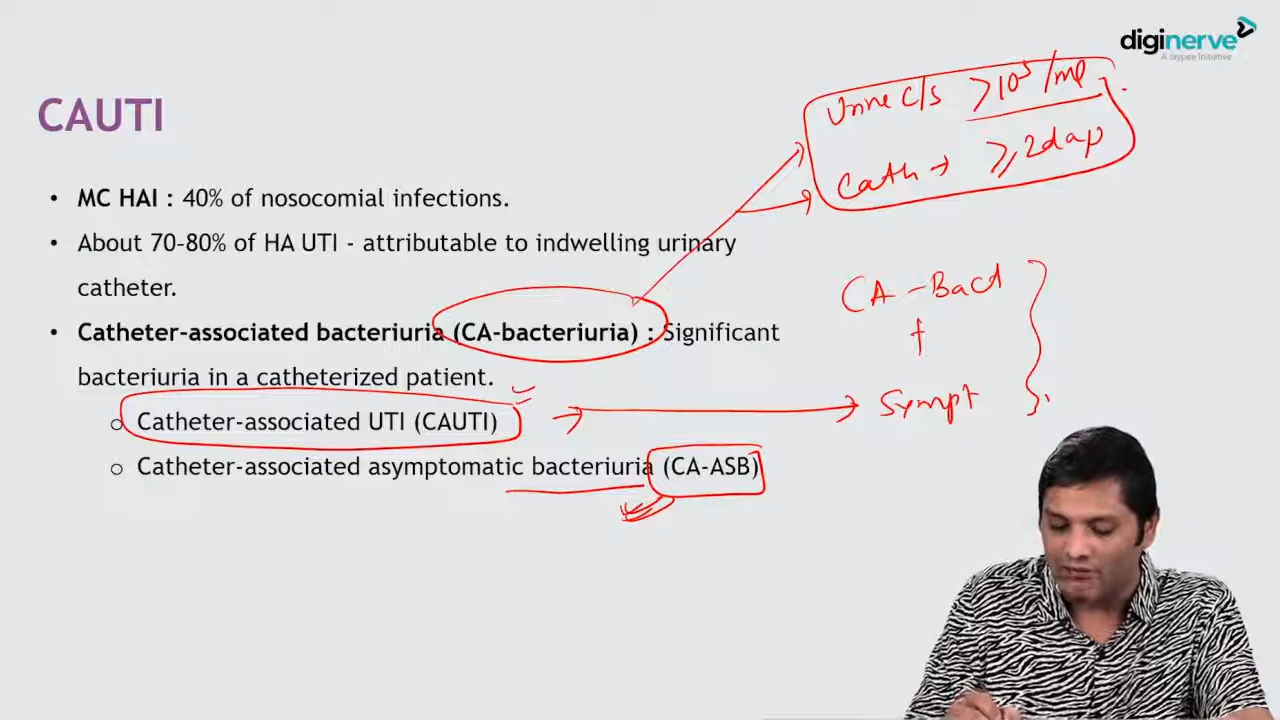 diginerve
A Jaypee Initiative
Urine c/s >10⁵/ml
Cath → ≥2day
CAUTI
• MC HAI : 40% of nosocomial infections.
• About 70-80% of HA UTI - attributable to indwelling urinary
catheter.
CA - Bact
+
Sympt
• Catheter-associated bacteriuria (CA-bacteriuria) : Significant
bacteriuria in a catheterized patient.
o Catheter-associated UTI (CAUTI)
o Catheter-associated asymptomatic bacteriuria (CA-ASB)